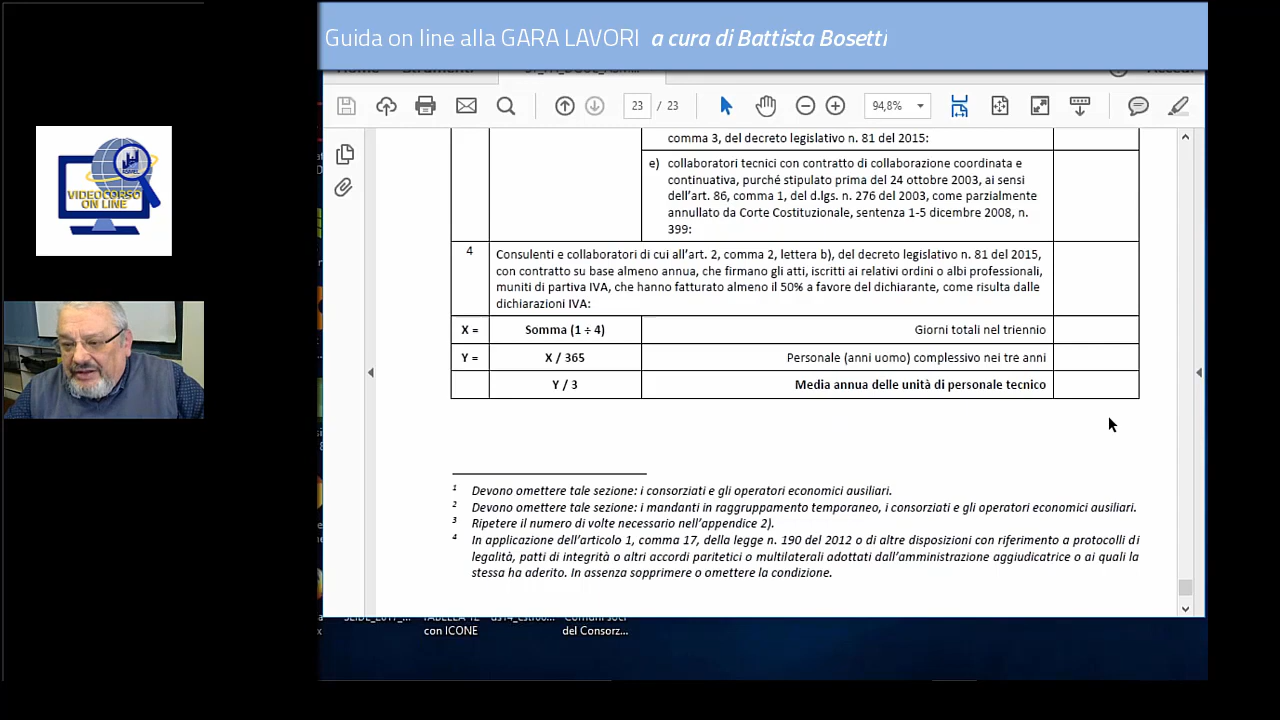 Guida on line alla GARA LAVORI a cura di Battista Bosetti
23 / 23
94,8%
comma 3, del decreto legislativo n. 81 del 2015:
e) collaboratori tecnici con contratto di collaborazione coordinata e
continuativa, purché stipulato prima del 24 ottobre 2003, ai sensi
dell'art. 86, comma 1, del d.lgs. n. 276 del 2003, come parzialmente
annullato da Corte Costituzionale, sentenza 1-5 dicembre 2008, n.
399:
4 Consulenti e collaboratori di cui all'art. 2, comma 2, lettera b), del decreto legislativo n. 81 del 2015,
con contratto su base almeno annua, che firmano gli atti, iscritti ai relativi ordini o albi professionali,
muniti di partiva IVA, che hanno fatturato almeno il 50% a favore del dichiarante, come risulta dalle
dichiarazioni IVA:
X = Somma (1 ÷ 4) Giorni totali nel triennio
Y = X / 365 Personale (anni uomo) complessivo nei tre anni
Y / 3 Media annua delle unità di personale tecnico
VIDEOCORSO
ON LINE
1 Devono omettere tale sezione: i consorziati e gli operatori economici ausiliari.
2 Devono omettere tale sezione: i mandanti in raggruppamento temporaneo, i consorziati e gli operatori economici ausiliari.
3 Ripetere il numero di volte necessario nell'appendice 2).
4 In applicazione dell'articolo 1, comma 17, della legge n. 190 del 2012 o di altre disposizioni con riferimento a protocolli di
legalità, patti di integrità o altri accordi paritetici o multilaterali adottati dall'amministrazione aggiudicatrice o ai quali la
stessa ha aderito. In assenza sopprimere o omettere la condizione.
con ICONE
del Consorz...